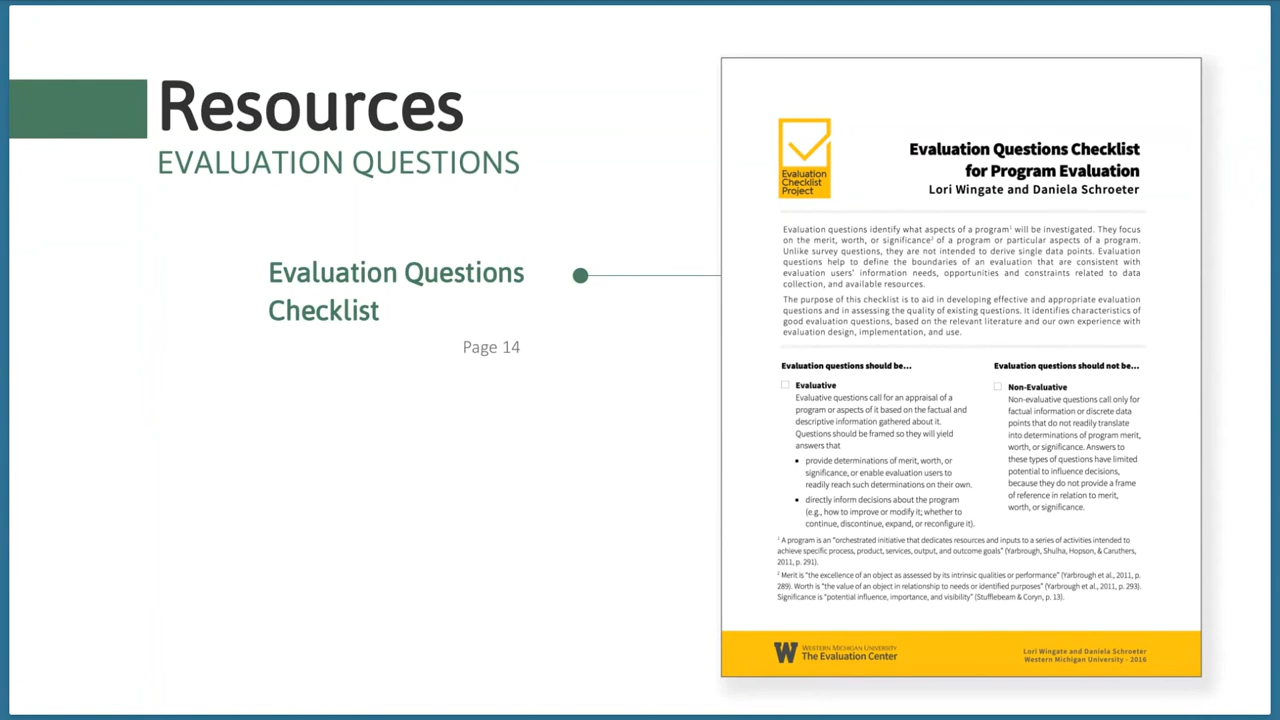 Resources
EVALUATION QUESTIONS
Evaluation Questions
Checklist
Page 14
Evaluation
Checklist
Project
Evaluation Questions Checklist
for Program Evaluation
Lori Wingate and Daniela Schroeter
Evaluation questions identify what aspects of a program¹ will be investigated. They focus
on the merit, worth, or significance² of a program or particular aspects of a program.
Unlike survey questions, they are not intended to derive single data points. Evaluation
questions help to define the boundaries of an evaluation that are consistent with
evaluation users' information needs, opportunities and constraints related to data
collection, and available resources.
The purpose of this checklist is to aid in developing effective and appropriate evaluation
questions and in assessing the quality of existing questions. It identifies characteristics of
good evaluation questions, based on the relevant literature and our own experience with
evaluation design, implementation, and use.
Evaluation questions should be...
Evaluative
Evaluative questions call for an appraisal of a
program or aspects of it based on the factual and
descriptive information gathered about it.
Questions should be framed so they will yield
answers that
• provide determinations of merit, worth, or
significance, or enable evaluation users to
readily reach such determinations on their own.
• directly inform decisions about the program
(e.g., how to improve or modify it; whether to
continue, discontinue, expand, or reconfigure it).
Evaluation questions should not be...
Non-Evaluative
Non-evaluative questions call only for
factual information or discrete data
points that do not readily translate
into determinations of program merit,
worth, or significance. Answers to
these types of questions have limited
potential to influence decisions,
because they do not provide a frame
of reference in relation to merit,
worth, or significance.
¹ A program is an “orchestrated initiative that dedicates resources and inputs to a series of activities intended to
achieve specific process, product, services, output, and outcome goals” (Yarbrough, Shulha, Hopson, & Caruthers,
2011, p. 291).
² Merit is “the excellence of an object as assessed by its intrinsic qualities or performance” (Yarbrough et al., 2011, p.
289). Worth is “the value of an object in relationship to needs or identified purposes” (Yarbrough et al., 2011, p. 293).
Significance is “potential influence, importance, and visibility” (Stufflebeam & Coryn, p. 13).
W
WESTERN MICHIGAN UNIVERSITY
The Evaluation Center
Lori Wingate and Daniela Schroeter
Western Michigan University - 2016